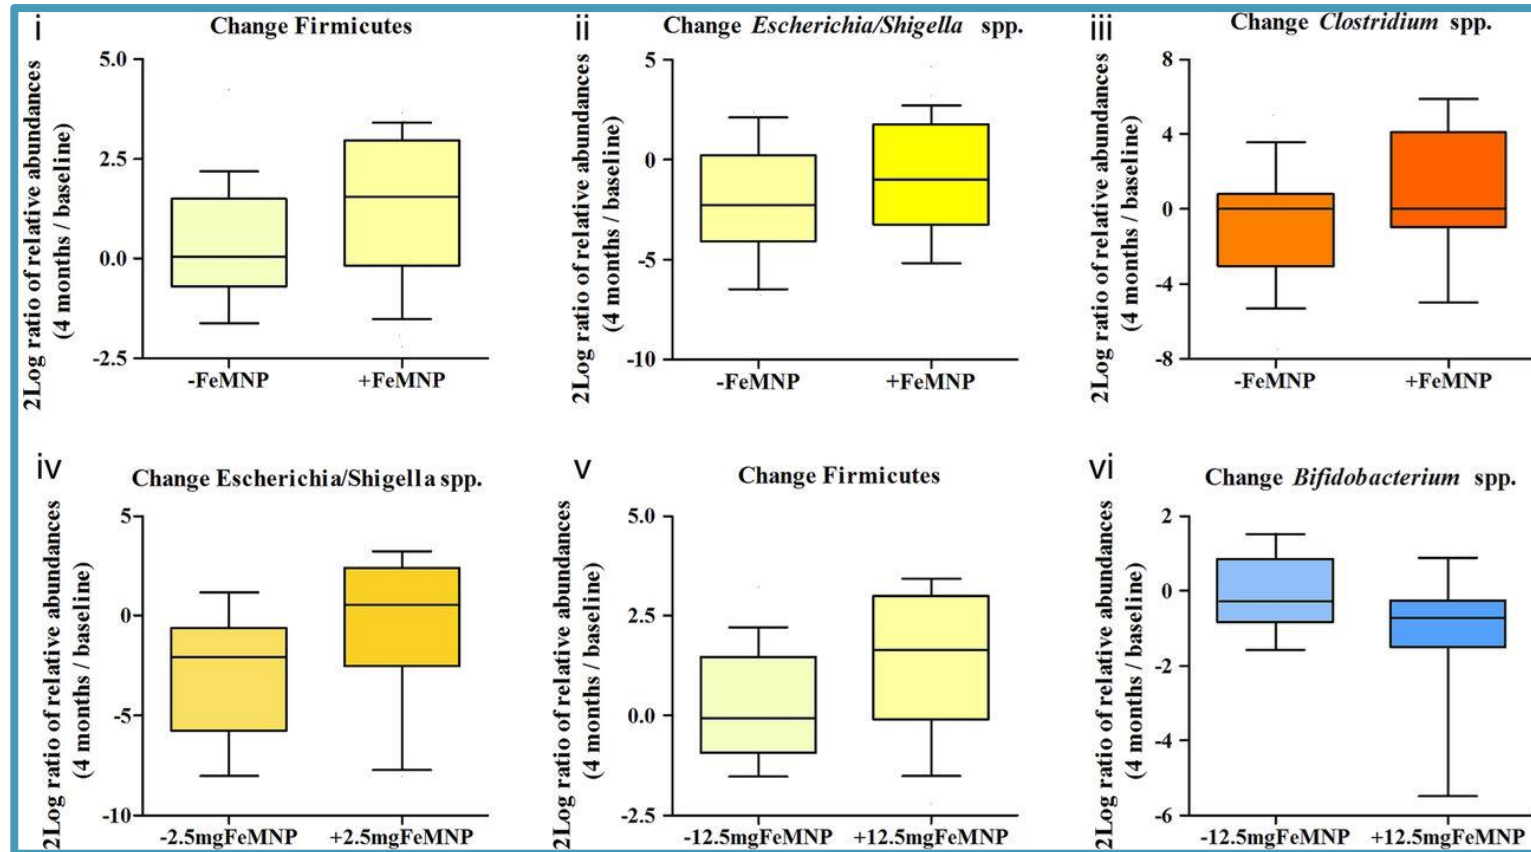 i
Change Firmicutes
2Log ratio of relative abundances
(4 months / baseline)
5.0
2.5
0.0
-2.5
-FeMNP
+FeMNP
ii
Change Escherichia/Shigella spp.
2Log ratio of relative abundances
(4 months / baseline)
5
0
-5
-10
-FeMNP
+FeMNP
iii
Change Clostridium spp.
2Log ratio of relative abundances
(4 months / baseline)
8
4
0
-4
-8
-FeMNP
+FeMNP
iv
Change Escherichia/Shigella spp.
2Log ratio of relative abundances
(4 months / baseline)
5
0
-5
-10
-2.5mgFeMNP
+2.5mgFeMNP
v
Change Firmicutes
2Log ratio of relative abundances
(4 months / baseline)
5.0
2.5
0.0
-2.5
-12.5mgFeMNP
+12.5mgFeMNP
vi
Change Bifidobacterium spp.
2Log ratio of relative abundances
(4 months / baseline)
2
0
-2
-4
-6
-12.5mgFeMNP
+12.5mgFeMNP